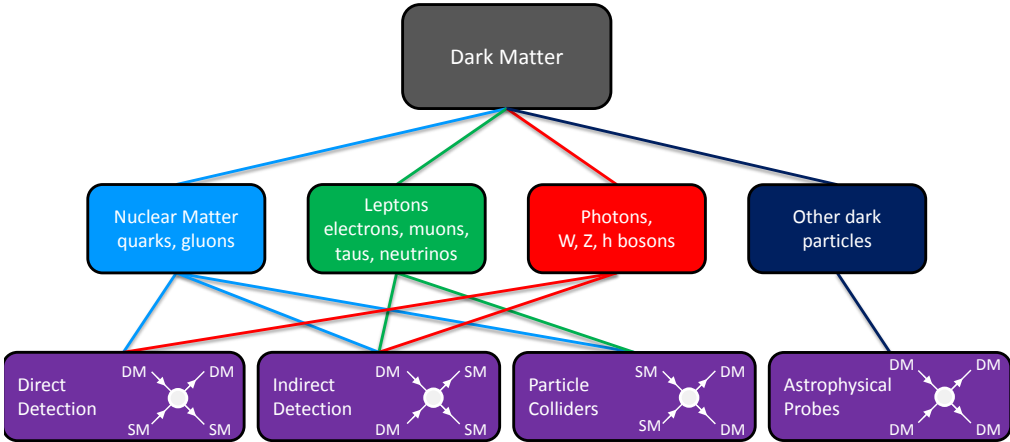 Dark Matter
Nuclear Matter
quarks, gluons
Leptons
electrons, muons,
taus, neutrinos
Photons,
W, Z, h bosons
Other dark
particles
Direct
Detection
DM
DM
SM
SM
Indirect
Detection
DM
SM
DM
SM
Particle
Colliders
SM
DM
SM
DM
Astrophysical
Probes
DM
DM
DM
DM